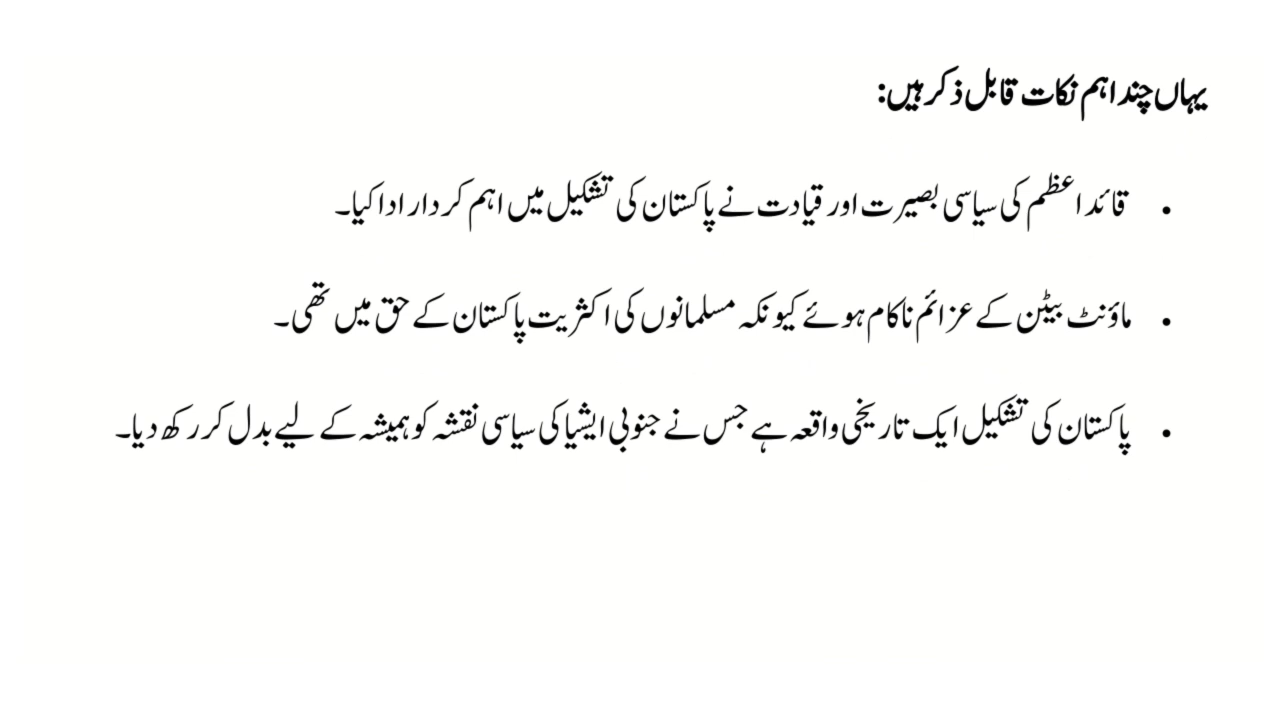 یہاں چند اہم نکات قابل ذکر ہیں:
• قائد اعظم کی سیاسی بصیرت اور قیادت نے پاکستان کی تشکیل میں اہم کردار ادا کیا۔
• ماؤنٹ بیٹن کے عزائم ناکام ہوئے کیونکہ مسلمانوں کی اکثریت پاکستان کے حق میں تھی۔
• پاکستان کی تشکیل ایک تاریخی واقعہ ہے جس نے جنوبی ایشیا کی سیاسی نقشہ کو ہمیشہ کے لیے بدل کر رکھ دیا۔